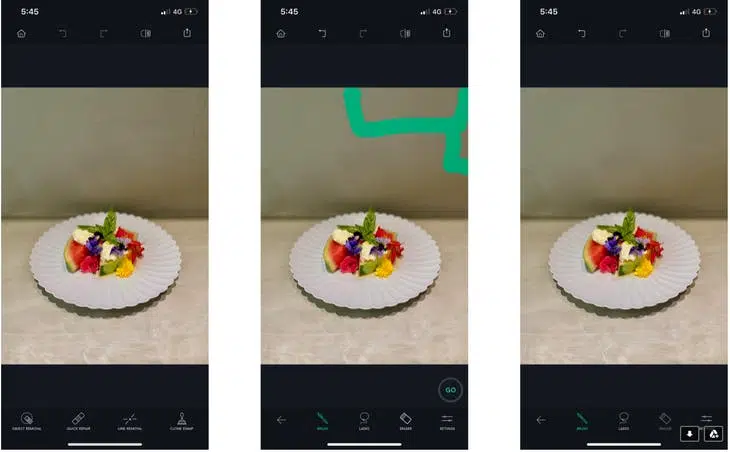 5:45
4G
OBJECT REMOVAL
QUICK REPAIR
LINE REMOVAL
CLONE STAMP
5:45
4G
GO
BRUSH
LASSO
ERASER
SETTINGS
5:45
4G
BRUSH
LASSO
ERASER